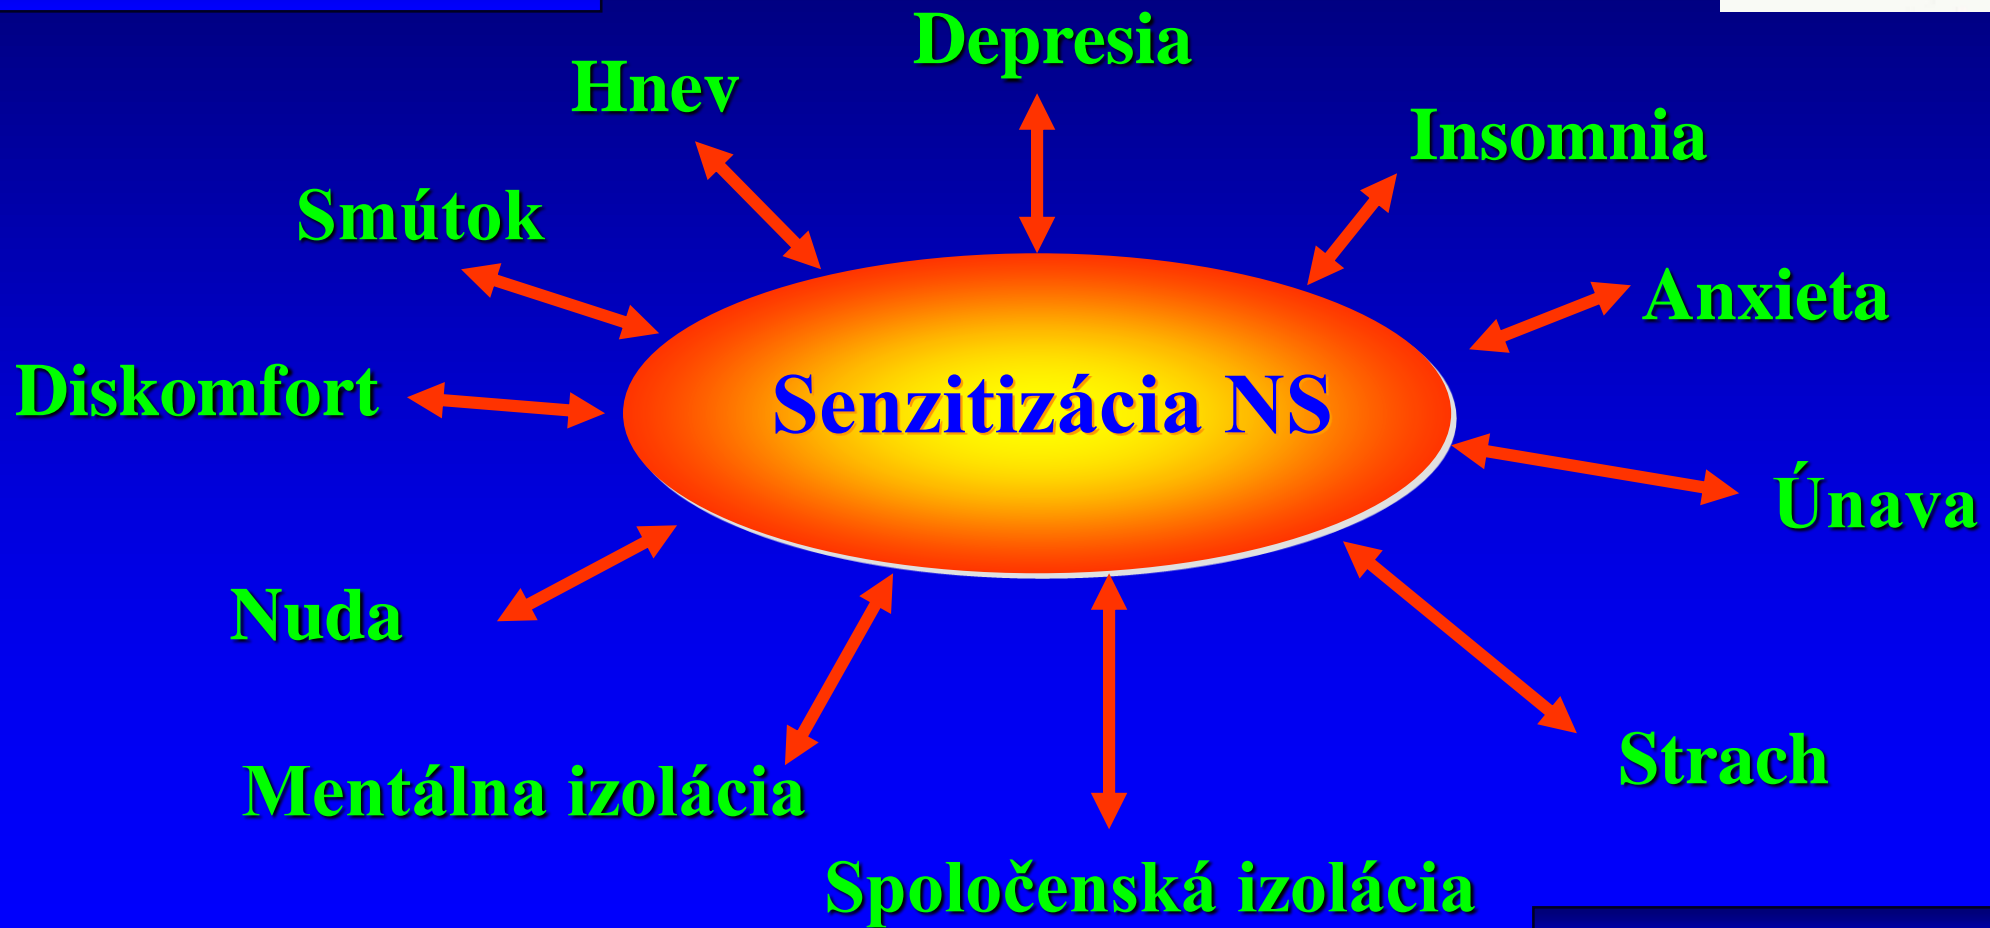 Depresia
Hnev
Insomnia
Smútok
Anxieta
Diskomfort
Senzitizácia NS
Únava
Nuda
Strach
Mentálna izolácia
Spoločenská izolácia